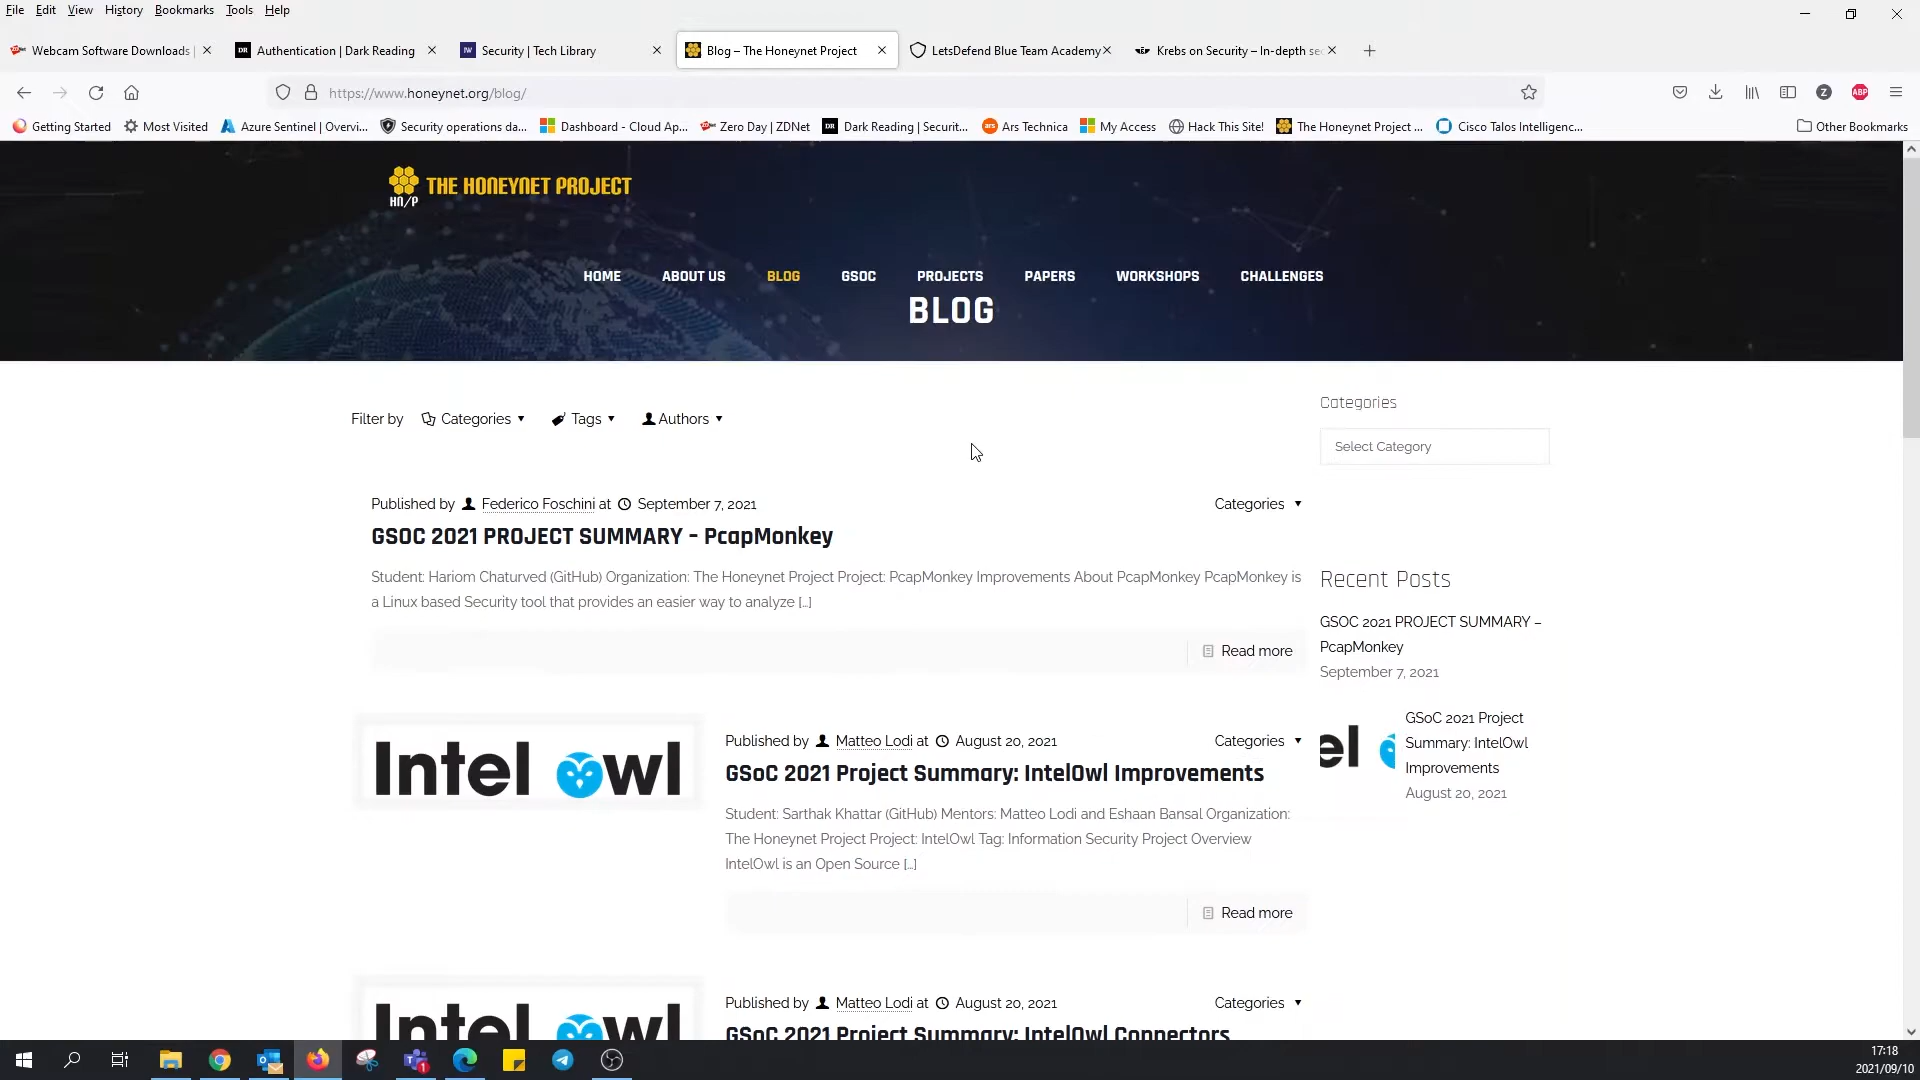 File Edit View History Bookmarks Tools Help
ZDNet Webcam Software Downloads | DR Authentication | Dark Reading IW Security | Tech Library Blog – The Honeynet Project LetsDefend Blue Team Academy Krebs on Security – In-depth sec
https://www.honeynet.org/blog/
Z ABP
Getting Started Most Visited Azure Sentinel | Overvi... Security operations da... Dashboard - Cloud Ap... Zero Day | ZDNet DR Dark Reading | Securit... ars Ars Technica My Access Hack This Site! The Honeynet Project ... Cisco Talos Intelligenc... Other Bookmarks
THE HONEYNET PROJECT
HN/P
HOME ABOUT US BLOG GSOC PROJECTS PAPERS WORKSHOPS CHALLENGES
BLOG
Filter by Categories Tags Authors
Categories
Select Category
Published by Federico Foschini at September 7, 2021 Categories
GSOC 2021 PROJECT SUMMARY – PcapMonkey
Student: Hariom Chaturved (GitHub) Organization: The Honeynet Project Project: PcapMonkey Improvements About PcapMonkey PcapMonkey is
a Linux based Security tool that provides an easier way to analyze [...]
Read more
Recent Posts
GSOC 2021 PROJECT SUMMARY –
PcapMonkey
September 7, 2021
el
GSoC 2021 Project
Summary: IntelOwl
Improvements
August 20, 2021
Intel Owl
Published by Matteo Lodi at August 20, 2021 Categories
GSoC 2021 Project Summary: IntelOwl Improvements
Student: Sarthak Khattar (GitHub) Mentors: Matteo Lodi and Eshaan Bansal Organization:
The Honeynet Project Project: IntelOwl Tag: Information Security Project Overview
IntelOwl is an Open Source [...]
Read more
Intel Owl
Published by Matteo Lodi at August 20, 2021 Categories
GSoC 2021 Project Summary: IntelOwl Connectors
17:18
2021/09/10